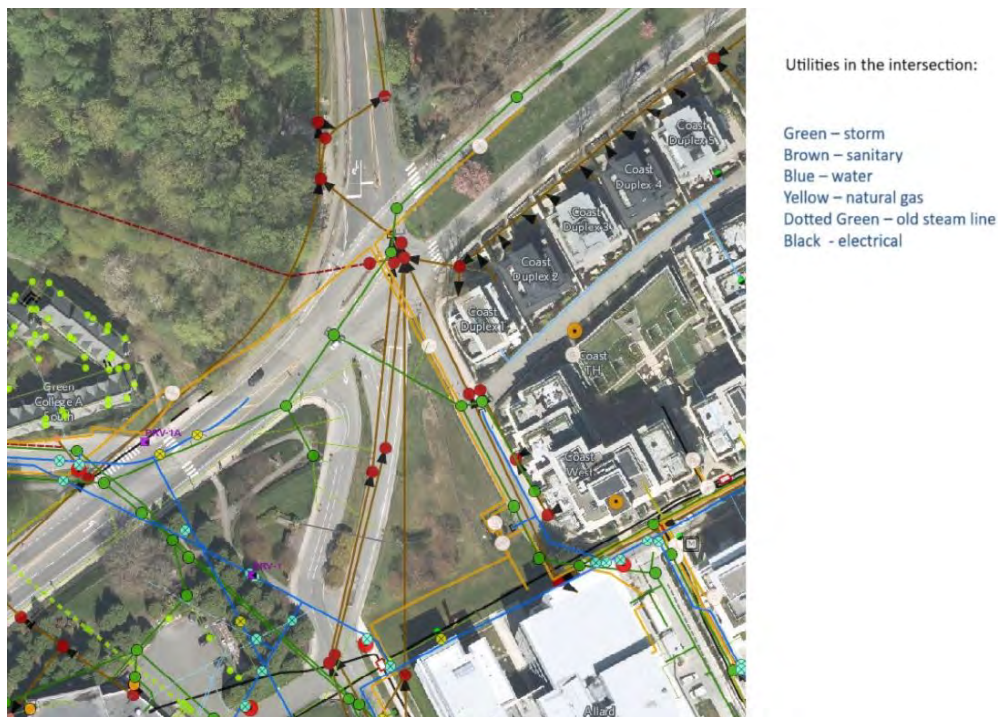 Utilities in the intersection:
Green – storm
Brown – sanitary
Blue – water
Yellow – natural gas
Dotted Green – old steam line
Black - electrical
Coast
Duplex 5
Coast
Duplex 4
Coast
Duplex 3
Coast
Duplex 2
Coast
Duplex 1
Coast
TH
Green
College A
South
PRV-1A
Coast
West
PRV-1
Allard